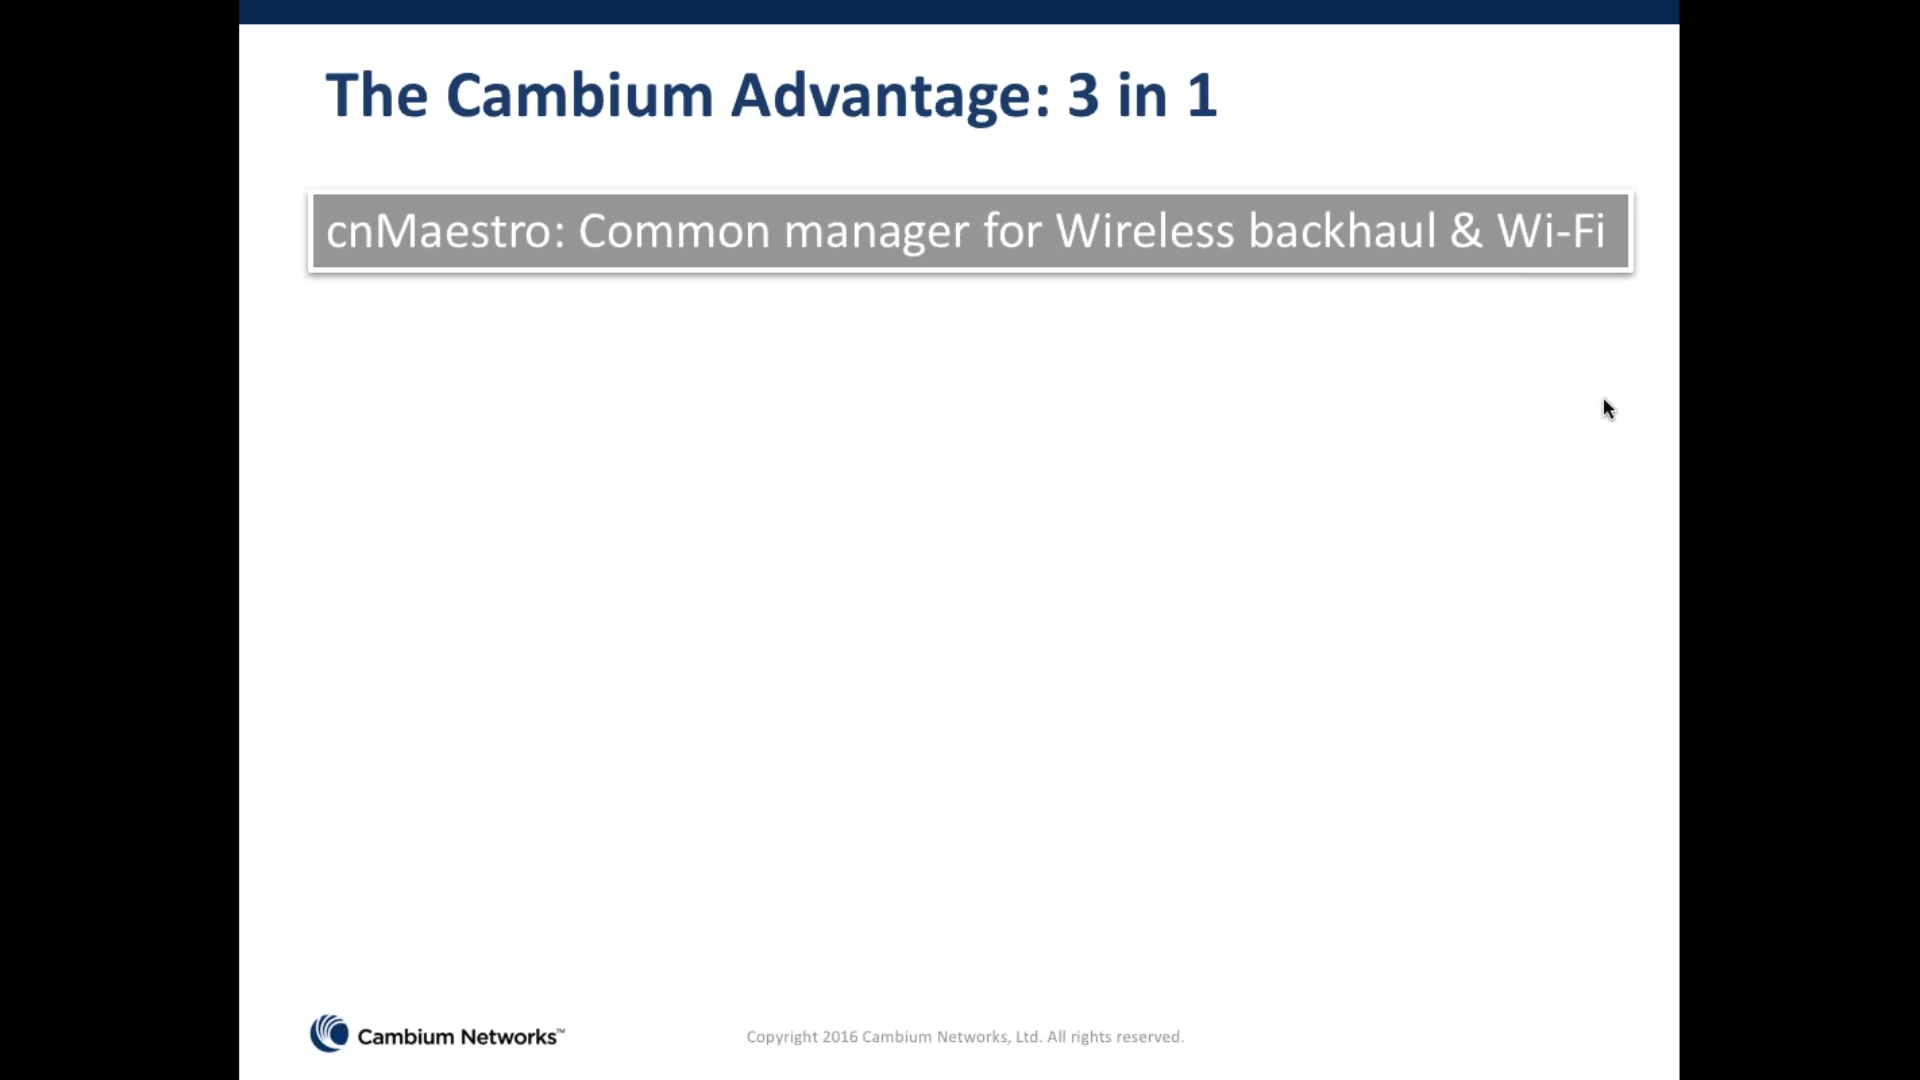 The Cambium Advantage: 3 in 1
cnMaestro: Common manager for Wireless backhaul & Wi-Fi
Cambium Networks™
Copyright 2016 Cambium Networks, Ltd. All rights reserved.